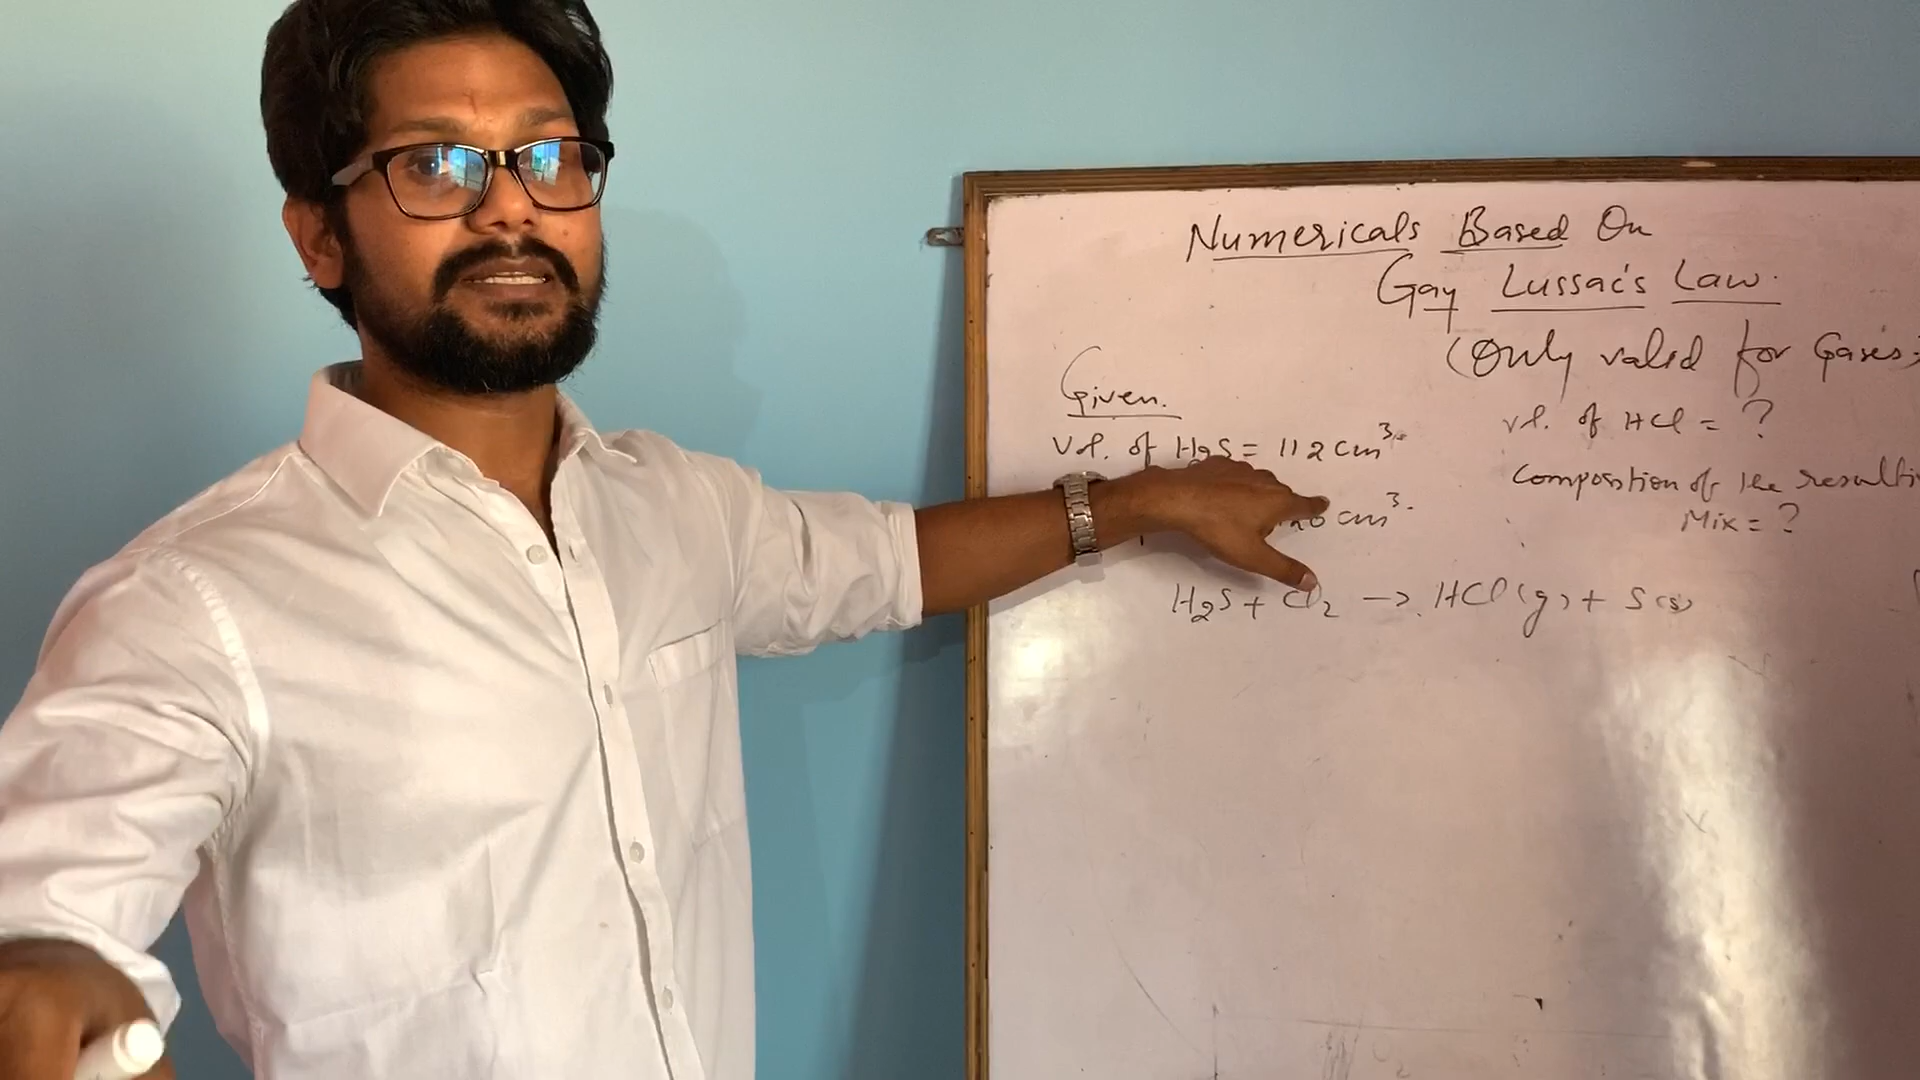 Numericals Based On
Gay Lussac's Law.
(Only valid for Gases)
Given.
vol. of H2S = 112 cm³.
120 cm³.
vol. of HCl = ?
Composition of the
Mix = ?
H2S + Cl2 → HCl(g) + S(s)